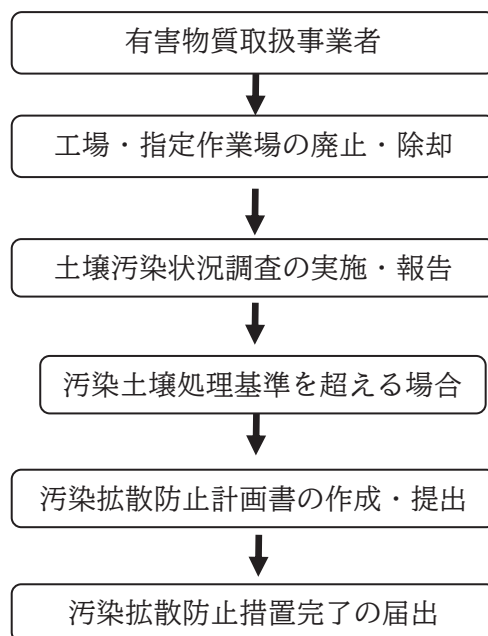 有害物質取扱事業者
工場・指定作業場の廃止・除却
土壌汚染状況調査の実施・報告
汚染土壌処理基準を超える場合
汚染拡散防止計画書の作成・提出
汚染拡散防止措置完了の届出